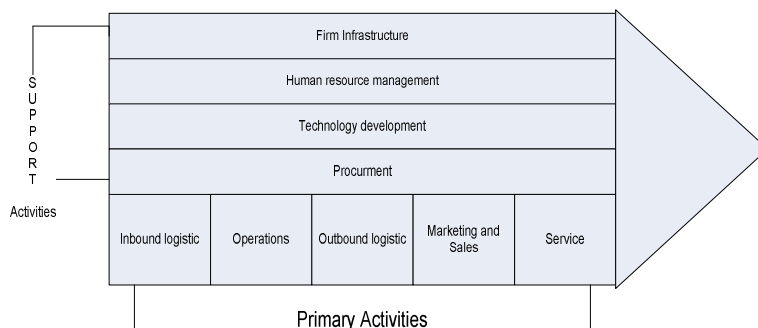 Firm Infrastructure
Human resource management
Technology development
Procurment
SUPPORT
Activities
Inbound logistic
Operations
Outbound logistic
Marketing and
Sales
Service
Primary Activities